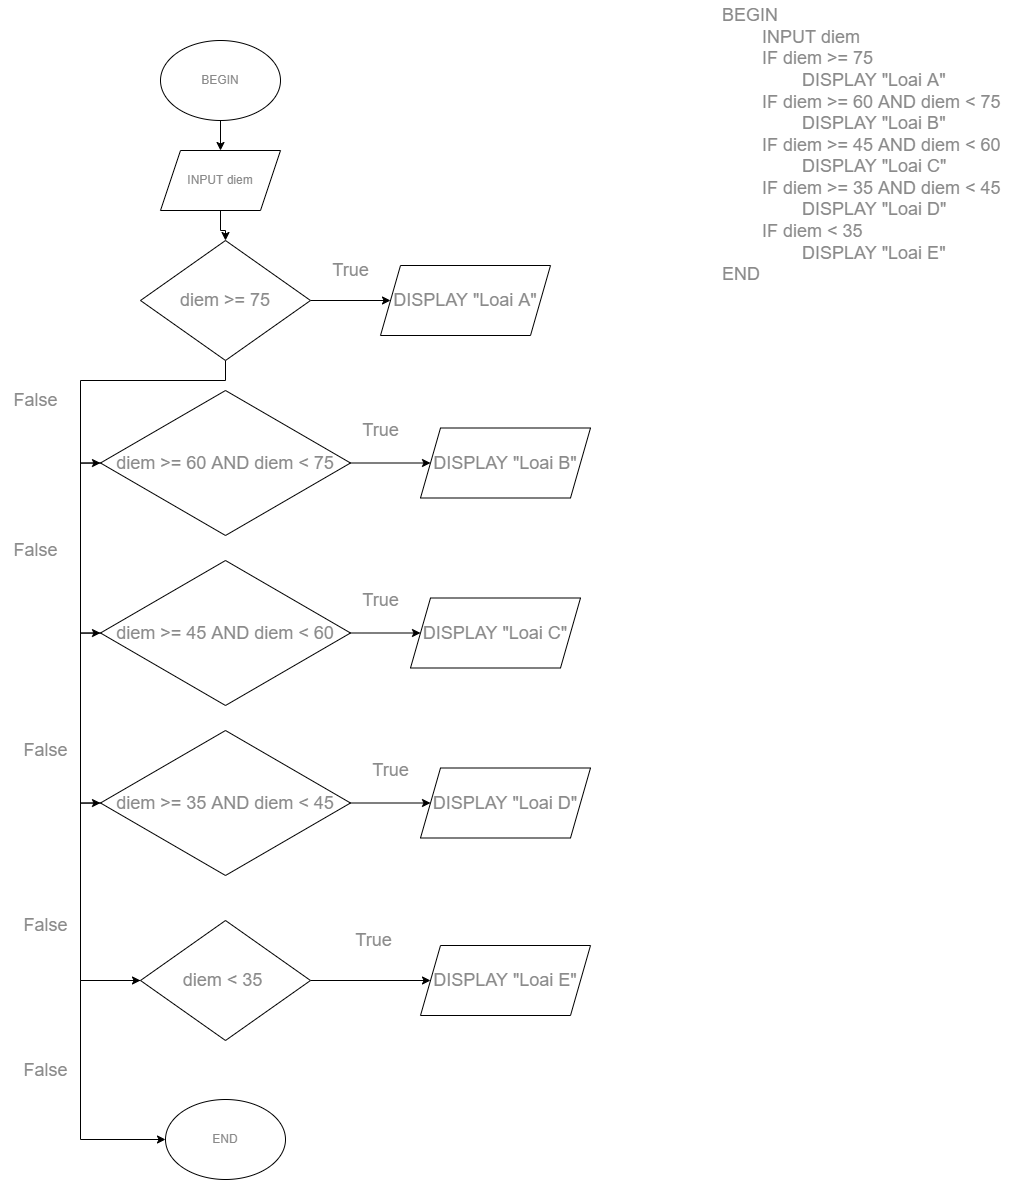 BEGIN
INPUT diem
diem >= 75
True
DISPLAY "Loai A"
False
diem >= 60 AND diem < 75
True
DISPLAY "Loai B"
False
diem >= 45 AND diem < 60
True
DISPLAY "Loai C"
False
diem >= 35 AND diem < 45
True
DISPLAY "Loai D"
False
diem < 35
True
DISPLAY "Loai E"
False
END
BEGIN
INPUT diem
IF diem >= 75
DISPLAY "Loai A"
IF diem >= 60 AND diem < 75
DISPLAY "Loai B"
IF diem >= 45 AND diem < 60
DISPLAY "Loai C"
IF diem >= 35 AND diem < 45
DISPLAY "Loai D"
IF diem < 35
DISPLAY "Loai E"
END